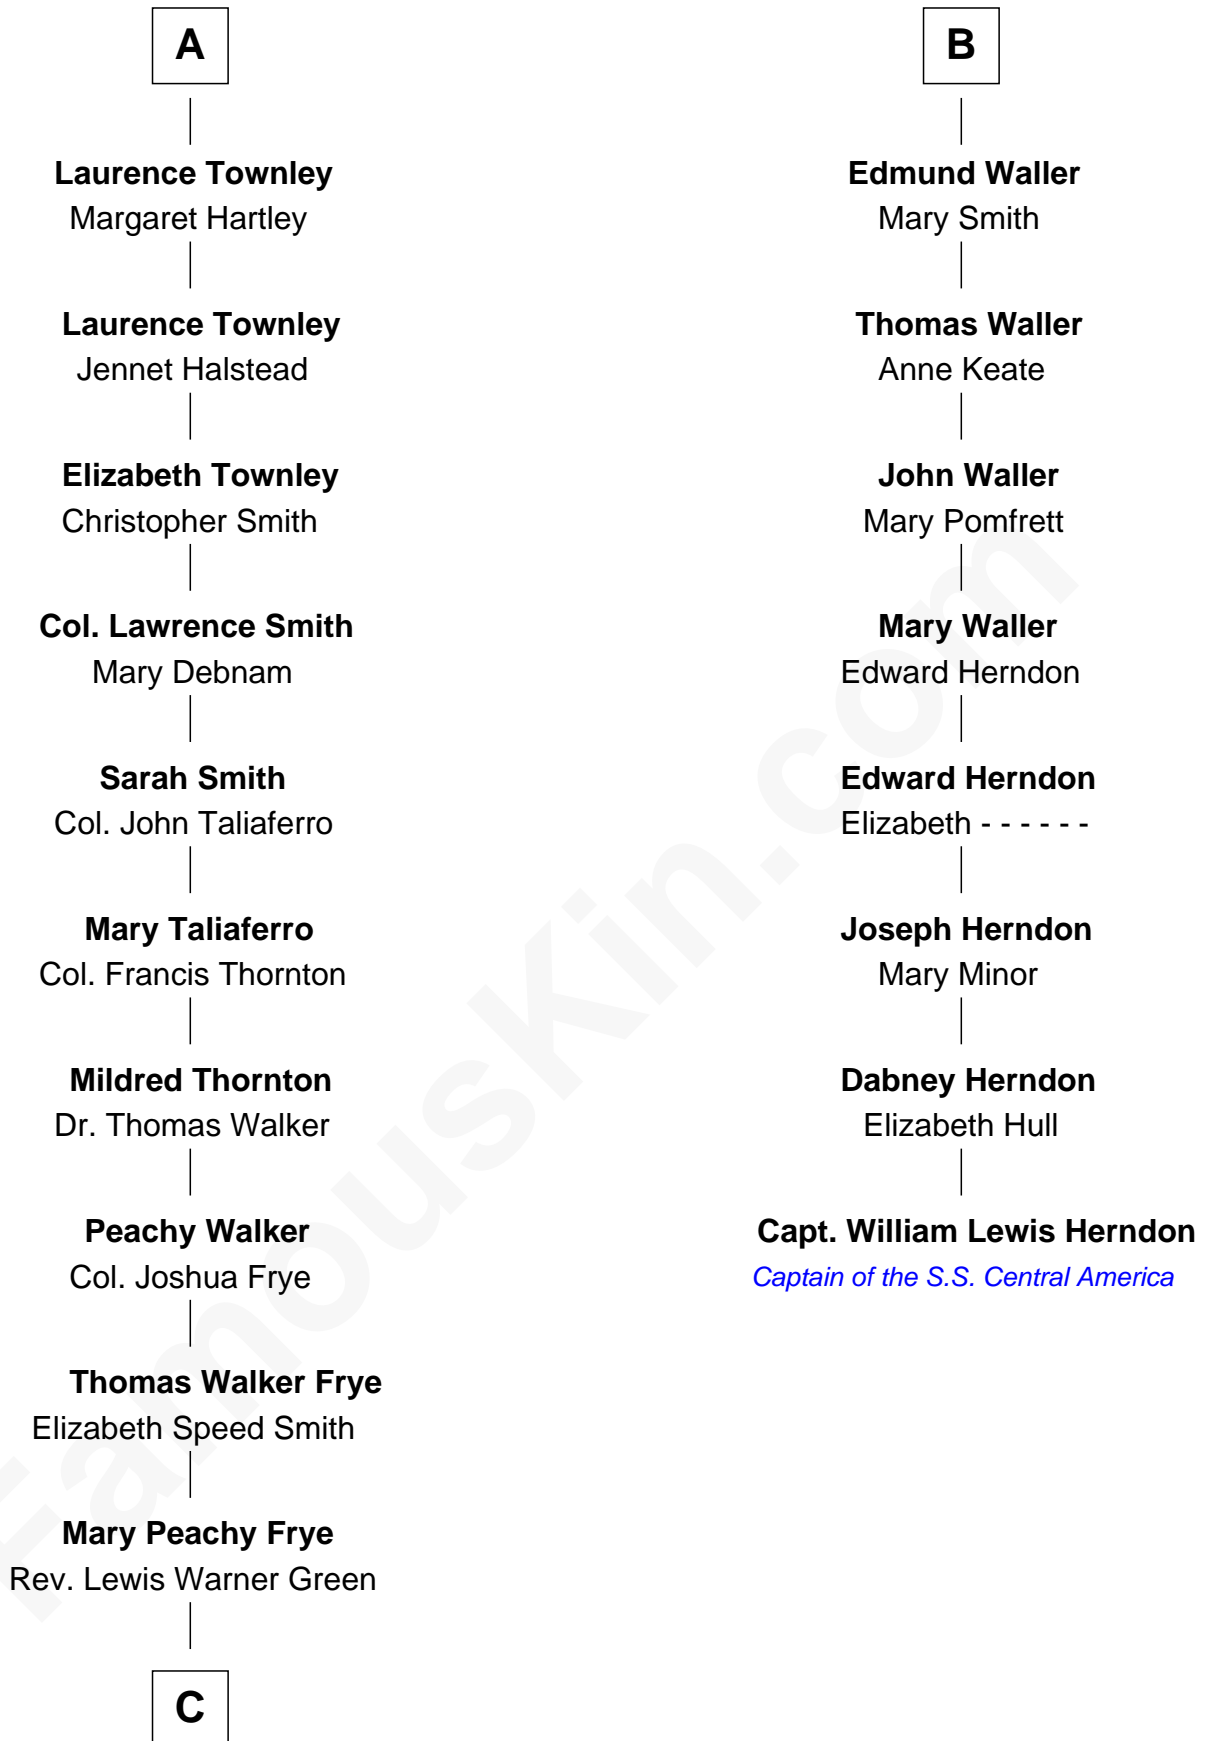 A
Laurence Townley
Margaret Hartley
Laurence Townley
Jennet Halstead
Elizabeth Townley
Christopher Smith
Col. Lawrence Smith
Mary Debnam
Sarah Smith
Col. John Taliaferro
Mary Taliaferro
Col. Francis Thornton
Mildred Thornton
Dr. Thomas Walker
Peachy Walker
Col. Joshua Frye
Thomas Walker Frye
Elizabeth Speed Smith
Mary Peachy Frye
Rev. Lewis Warner Green
C
B
Edmund Waller
Mary Smith
Thomas Waller
Anne Keate
John Waller
Mary Pomfrett
Mary Waller
Edward Herndon
Edward Herndon
Elizabeth - - - - - -
Joseph Herndon
Mary Minor
Dabney Herndon
Elizabeth Hull
Capt. William Lewis Herndon
Captain of the S.S. Central America
FamousKin.com